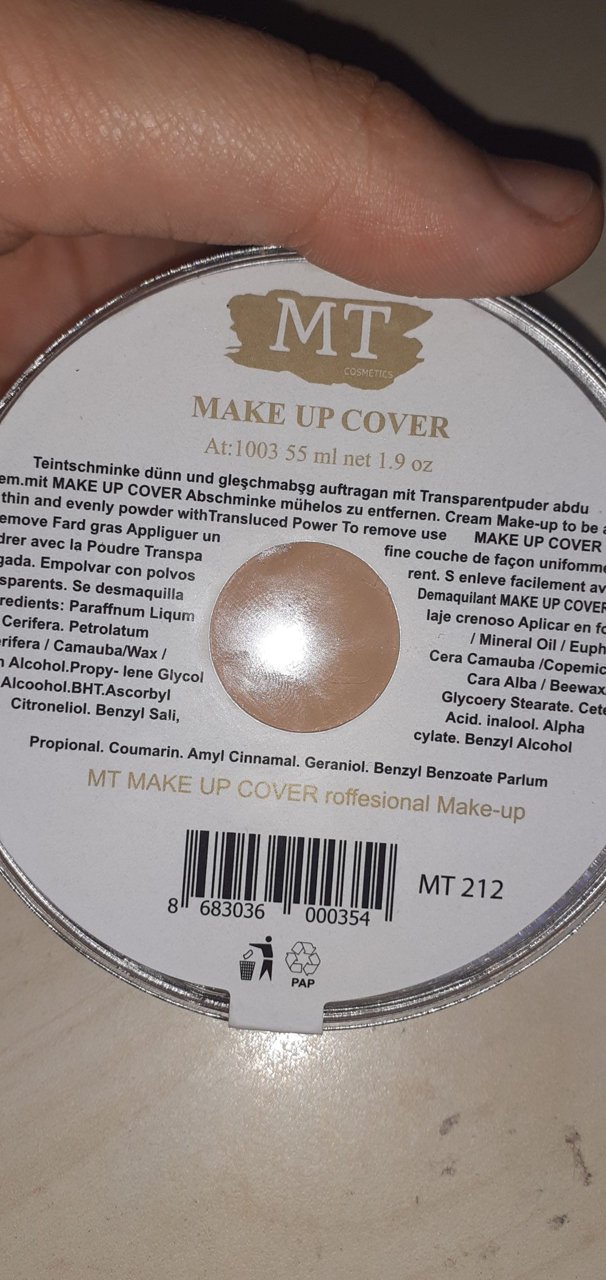 MT
COSMETICS
MAKE UP COVER
At:1003 55 ml net 1.9 oz
Teintschminke dünn und gleşchmabşg auftragan mit Transparentpuder abdu
em.mit MAKE UP COVER Abschminke mühelos zu entfernen. Cream Make-up to be a
thin and evenly powder withTransluced Power To remove use MAKE UP COVER
emove Fard gras Appliguer un fine couche de façon unifomme
drer avec la Poudre Transpa rent. S enleve facilement av
gada. Empolvar con polvos Demaquilant MAKE UP COVER
sparents. Se desmaquilla laje crenoso Aplicar en fo
redients: Paraffnum Liqum / Mineral Oil / Euph
Cerifera. Petrolatum Cera Camauba /Copemic
erifera / Camauba/Wax / Cara Alba / Beewax
n Alcohol.Propy- lene Glycol Glycoery Stearate. Cete
Alcoohol.BHT.Ascorbyl Acid. inalool. Alpha
Citroneliol. Benzyl Sali, cylate. Benzyl Alcohol
Propional. Coumarin. Amyl Cinnamal. Geraniol. Benzyl Benzoate Parlum
MT MAKE UP COVER roffesional Make-up
8 683036 000354
MT 212
PAP